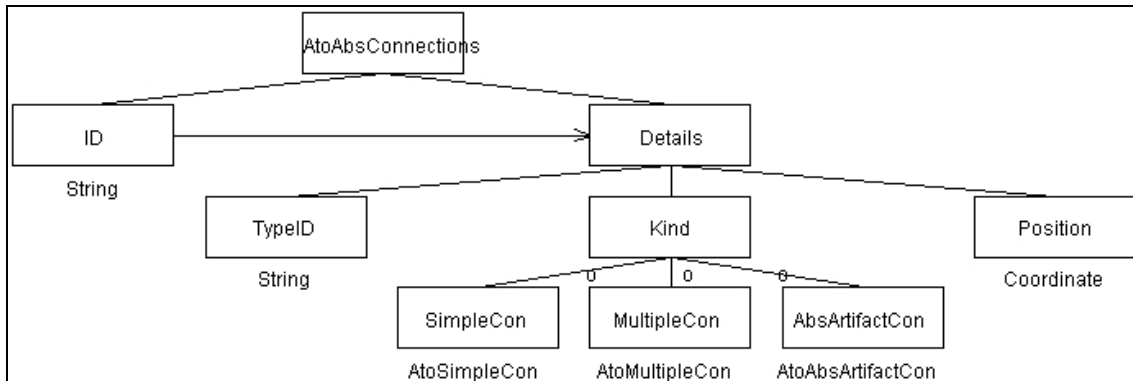 AtoAbsConnections
ID
Details
String
TypeID
Kind
Position
String
Coordinate
0
0
0
SimpleCon
MultipleCon
AbsArtifactCon
AtoSimpleCon
AtoMultipleCon
AtoAbsArtifactCon